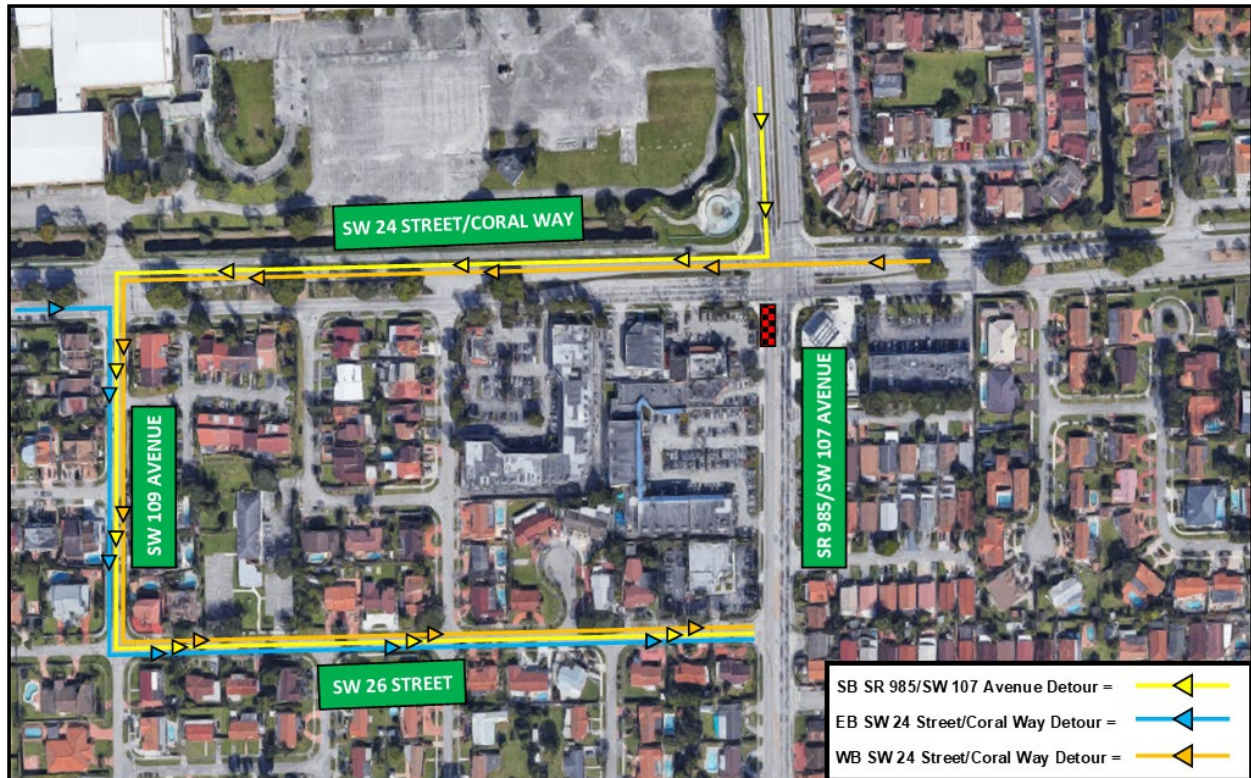 SW 24 STREET/CORAL WAY
SW 109 AVENUE
SR 985/SW 107 AVENUE
SW 26 STREET
SB SR 985/SW 107 Avenue Detour =
EB SW 24 Street/Coral Way Detour =
WB SW 24 Street/Coral Way Detour =